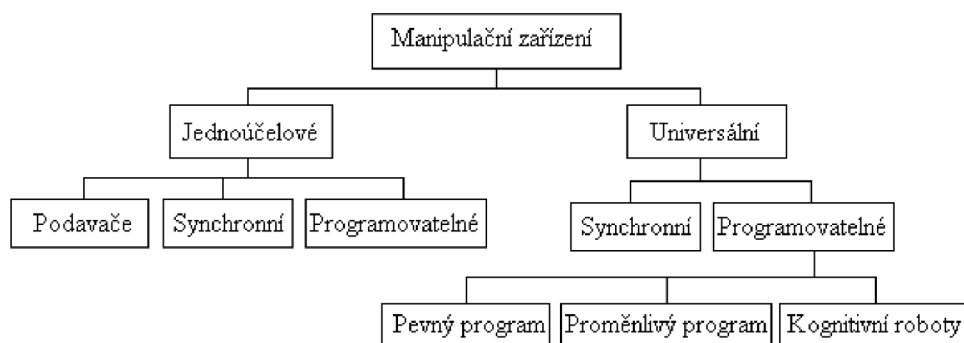 Manipulační zařízení
Jednoúčelové
Universální
Podavače
Synchronní
Programovatelné
Synchronní
Programovatelné
Pevný program
Proměnlivý program
Kognitivní roboty